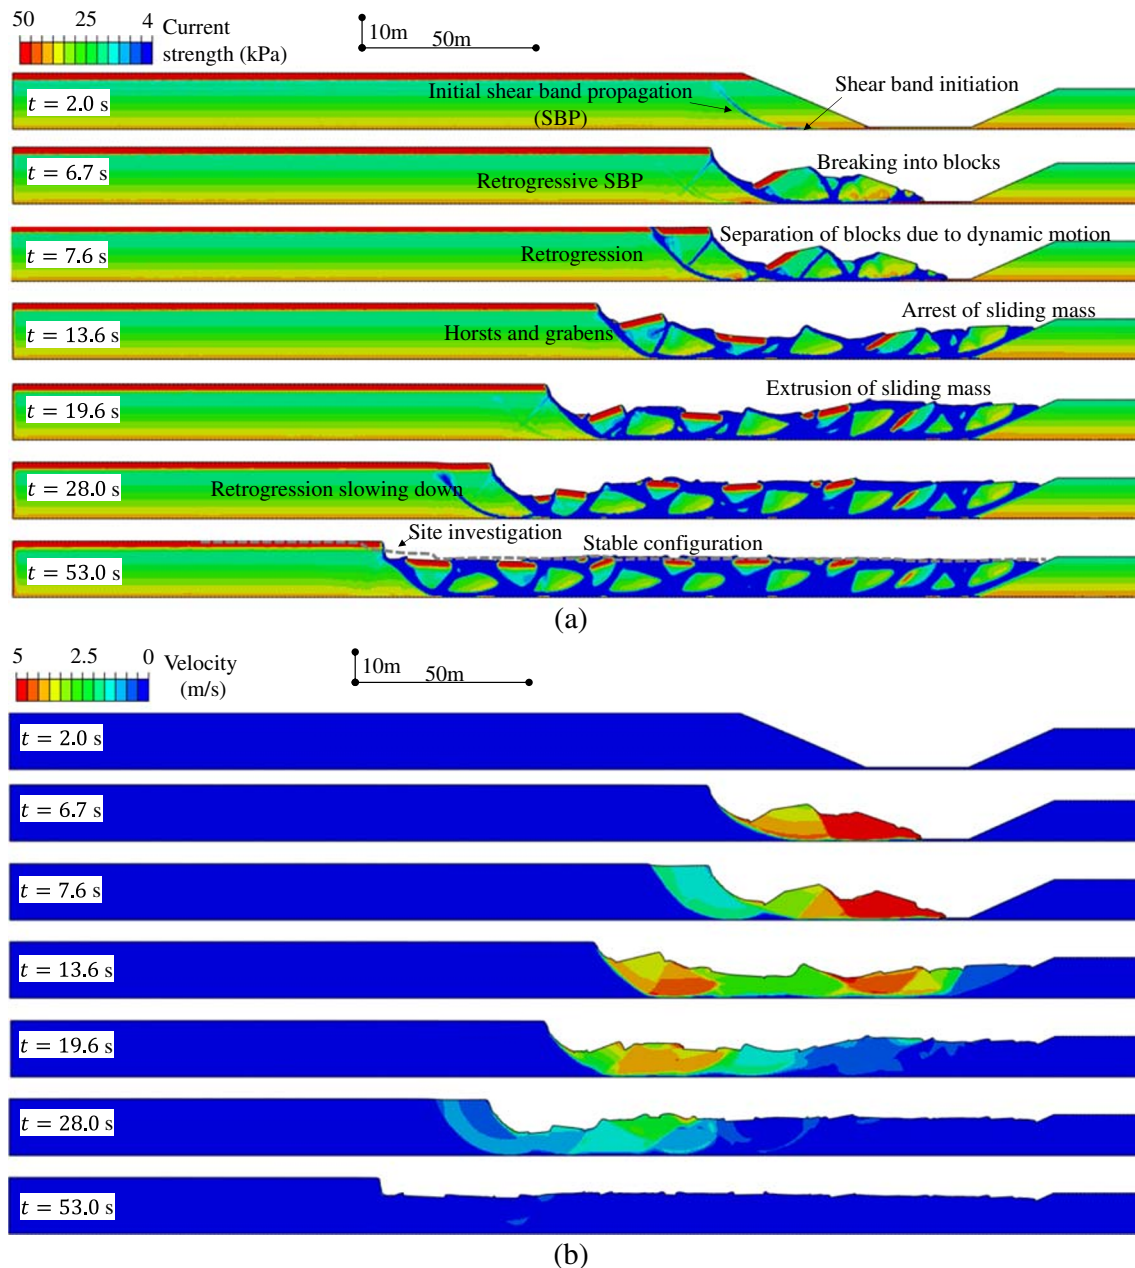 50 25 4 Current
strength (kPa)
10m
50m
t = 2.0 s
Initial shear band propagation
(SBP)
Shear band initiation
t = 6.7 s
Retrogressive SBP
Breaking into blocks
t = 7.6 s
Retrogression
Separation of blocks due to dynamic motion
t = 13.6 s
Horsts and grabens
Arrest of sliding mass
t = 19.6 s
Extrusion of sliding mass
t = 28.0 s
Retrogression slowing down
t = 53.0 s
Site investigation
Stable configuration
(a)
5 2.5 0 Velocity
(m/s)
10m
50m
t = 2.0 s
t = 6.7 s
t = 7.6 s
t = 13.6 s
t = 19.6 s
t = 28.0 s
t = 53.0 s
(b)